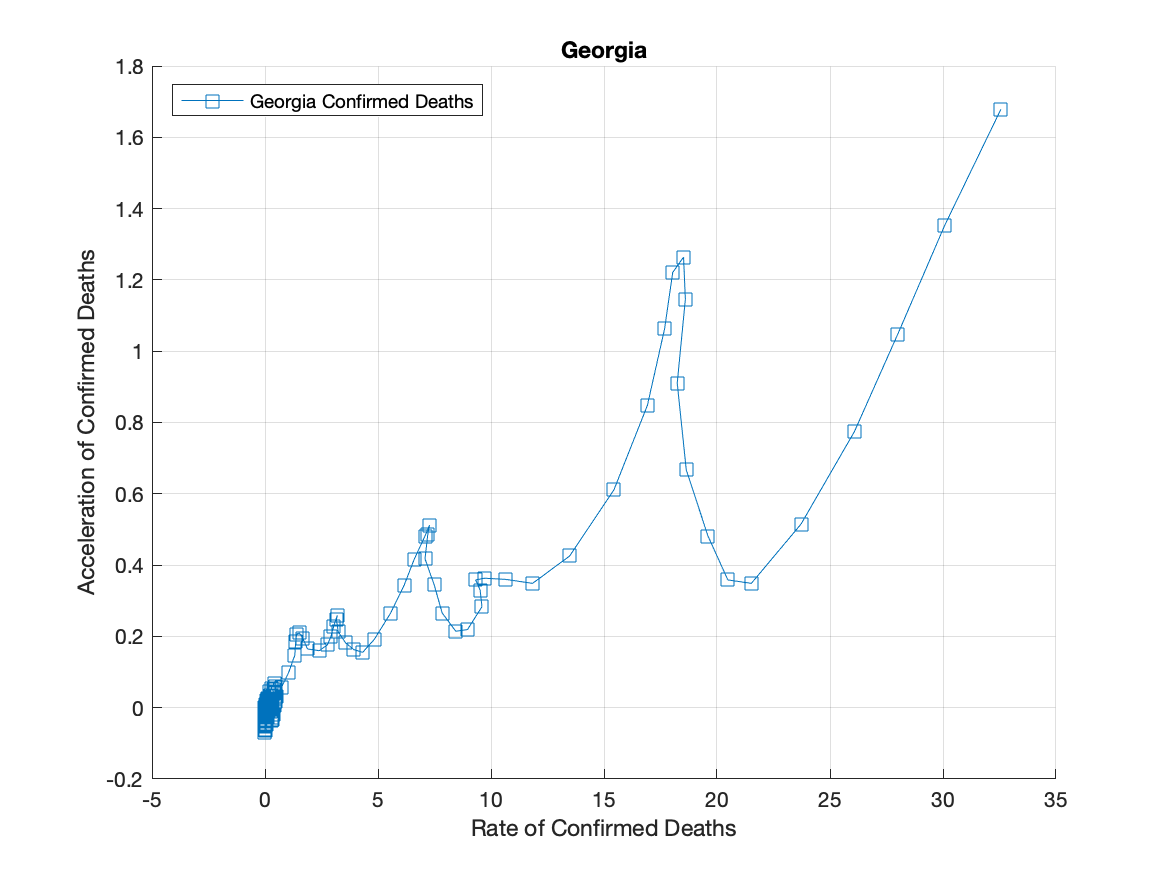 Georgia
Georgia Confirmed Deaths
1.8
1.6
1.4
1.2
1
0.8
0.6
0.4
0.2
0
-0.2
Acceleration of Confirmed Deaths
-5 0 5 10 15 20 25 30 35
Rate of Confirmed Deaths